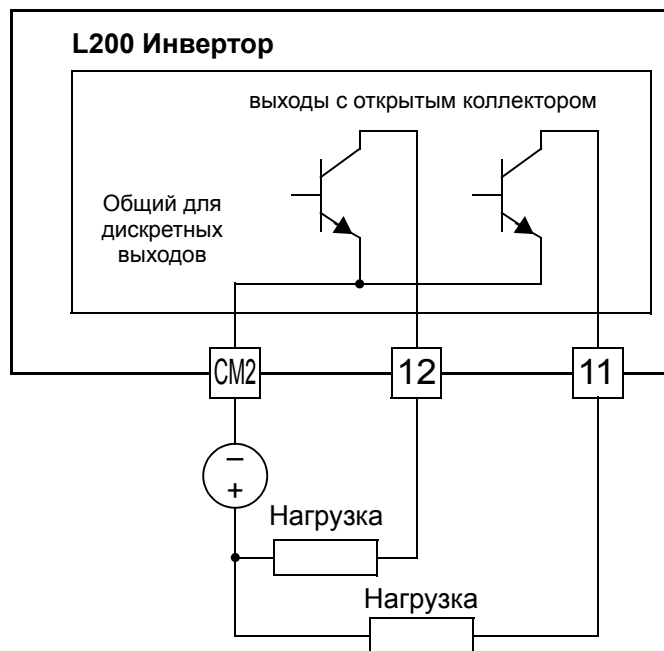 L200 Инвертор
выходы с открытым коллектором
Общий для
дискретных
выходов
CM2
12
11
–
+
Нагрузка
Нагрузка